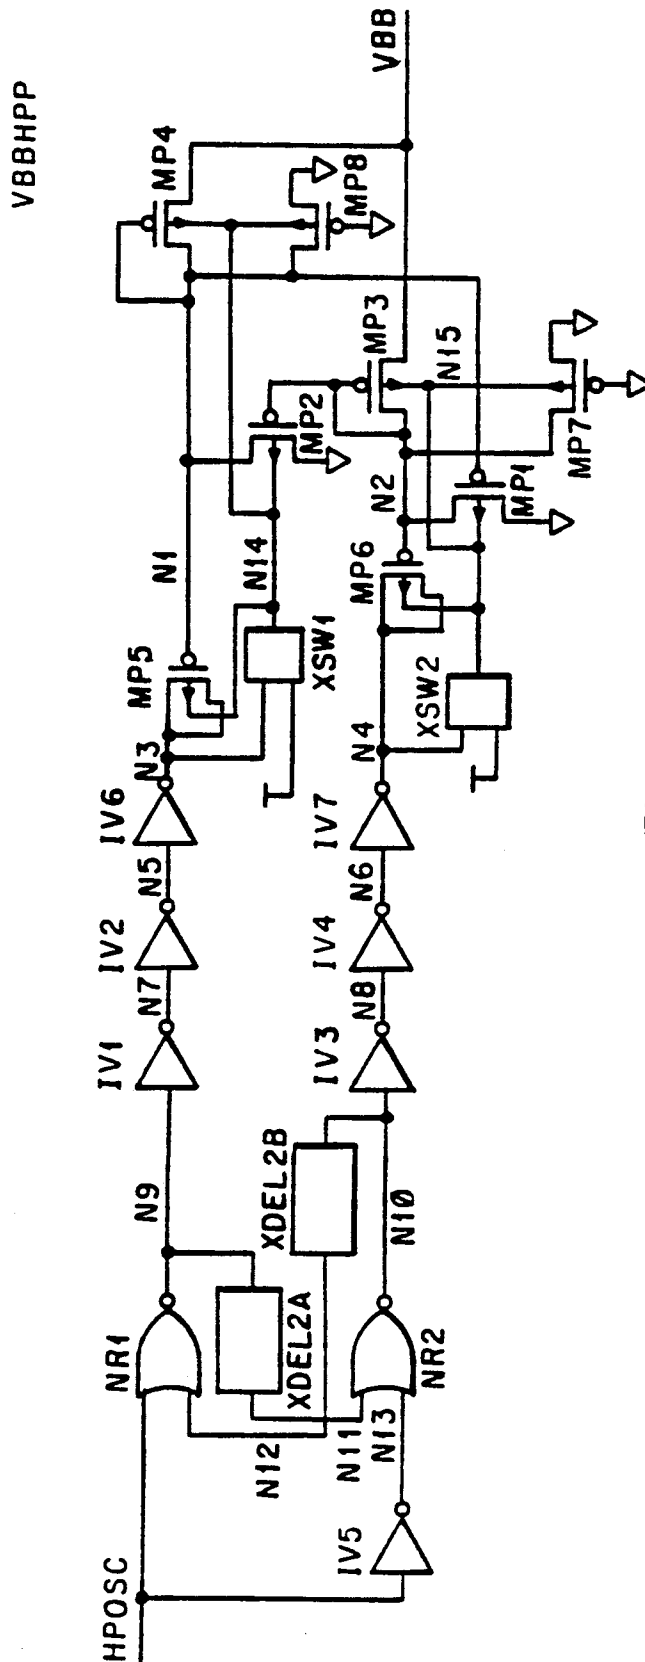 VBBHPP
HPOSC
NR1
N9
IV1
N7
IV2
N5
IV6
N3
MP5
N1
MP4
MP8
VBB
N12
XDEL2A
N11
N13
IV5
NR2
N10
XDEL2B
IV3
N8
IV4
N6
IV7
N4
XSW1
N14
MP2
MP3
N15
N2
MP6
XSW2
MP1
MP7